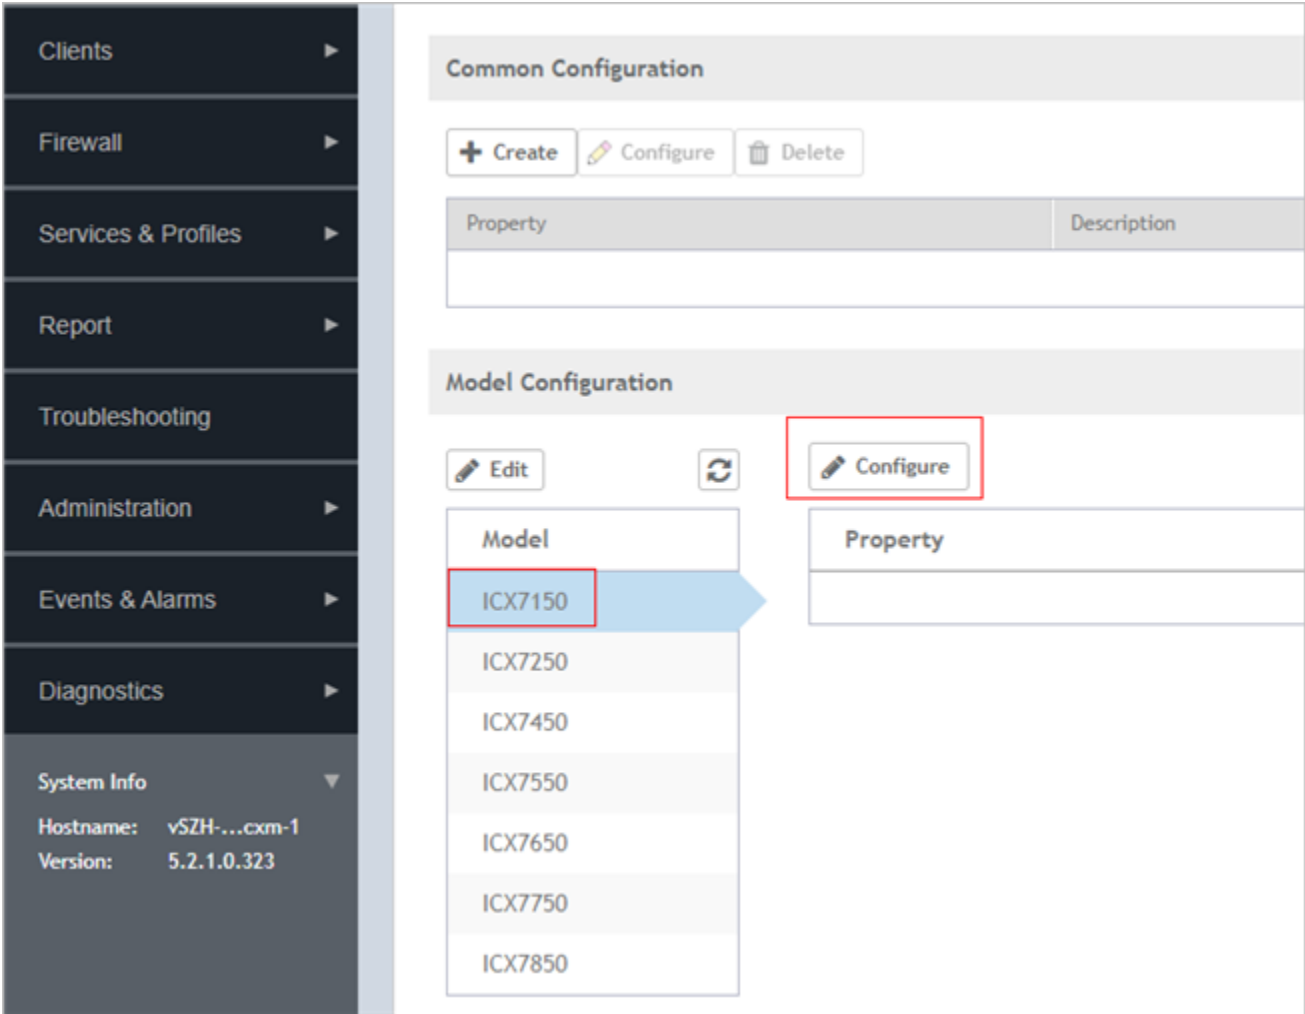 Clients
Firewall
Services & Profiles
Report
Troubleshooting
Administration
Events & Alarms
Diagnostics
System Info
Hostname: vSZH-...cxm-1
Version: 5.2.1.0.323
Common Configuration
Create Configure Delete
Property Description
Model Configuration
Edit Configure
Model Property
ICX7150
ICX7250
ICX7450
ICX7550
ICX7650
ICX7750
ICX7850